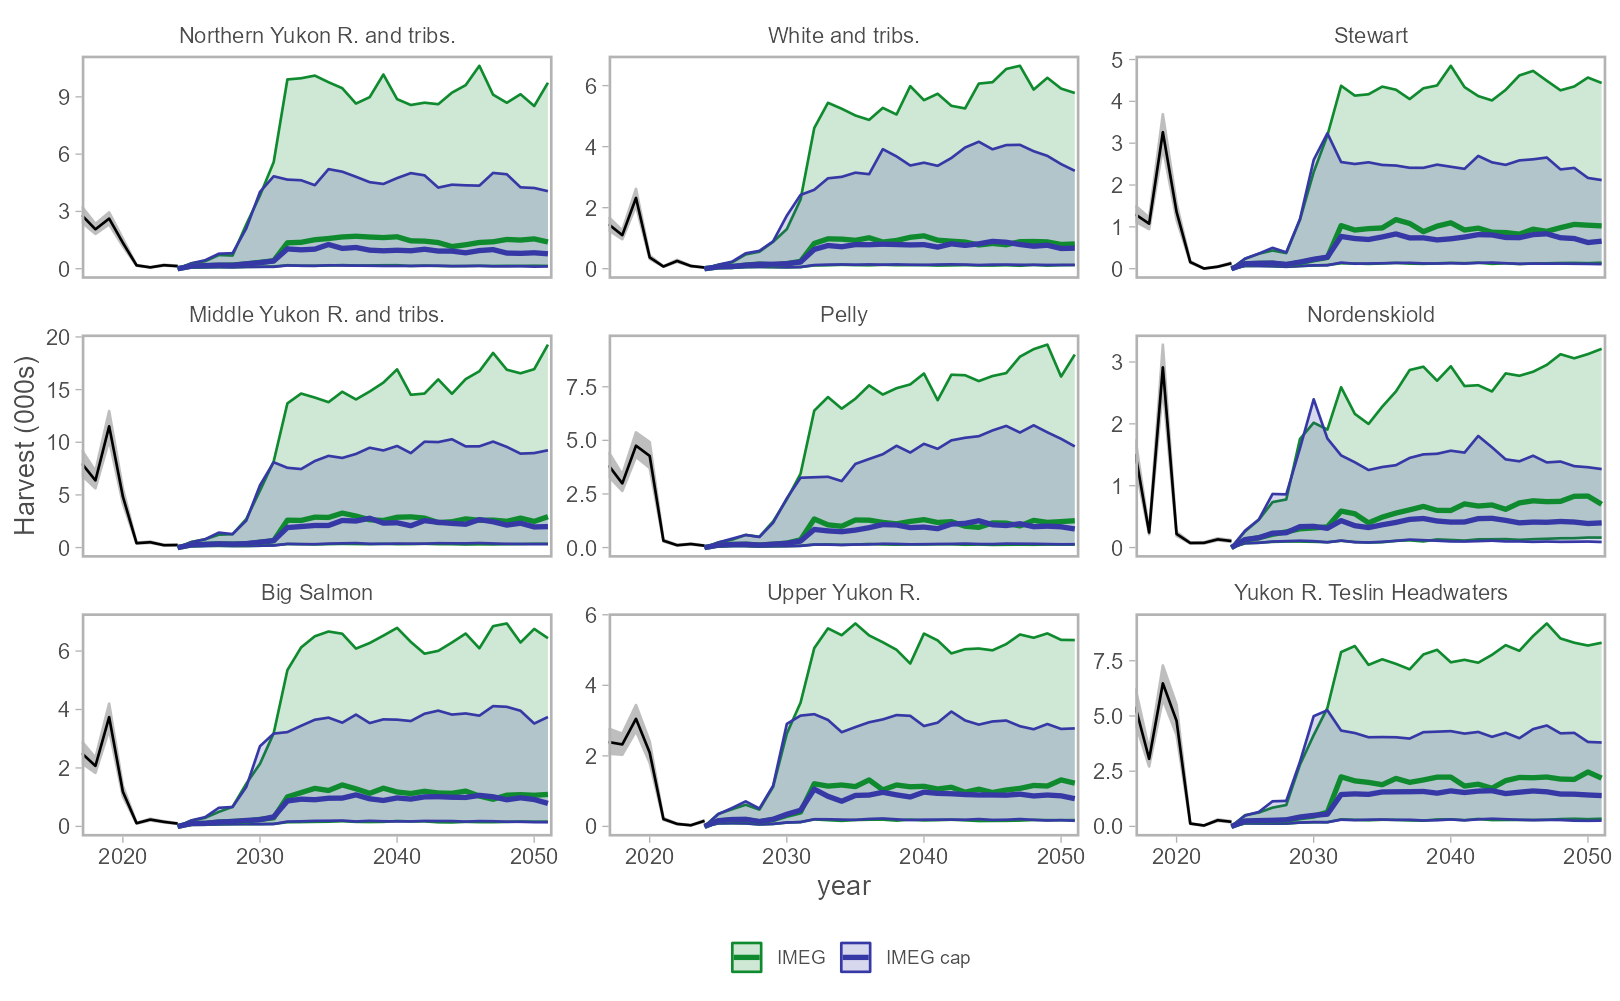 Northern Yukon R. and tribs.
White and tribs.
Stewart
9
6
3
0
6
4
2
0
5
4
3
2
1
0
Middle Yukon R. and tribs.
Pelly
Nordenskiold
Harvest (000s)
20
15
10
5
0
7.5
5.0
2.5
0.0
3
2
1
0
Big Salmon
Upper Yukon R.
Yukon R. Teslin Headwaters
6
4
2
0
6
4
2
0
7.5
5.0
2.5
0.0
2020 2030 2040 2050
2020 2030 2040 2050
2020 2030 2040 2050
year
IMEG IMEG cap